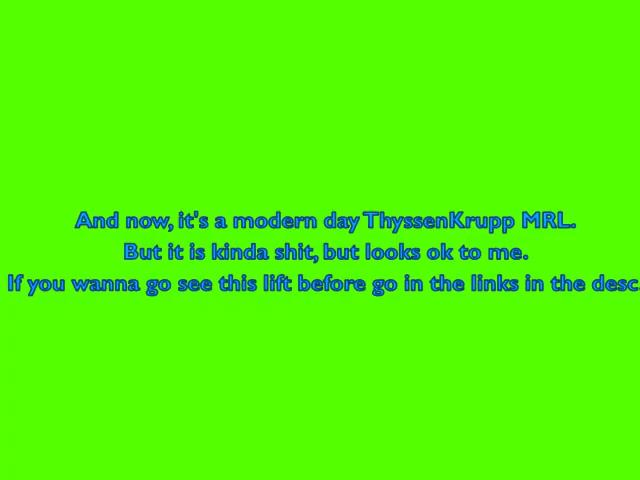 And now, it's a modern day ThyssenKrupp MRL.
But it is kinda shit, but looks ok to me.
If you wanna go see this lift before go in the links in the desc.